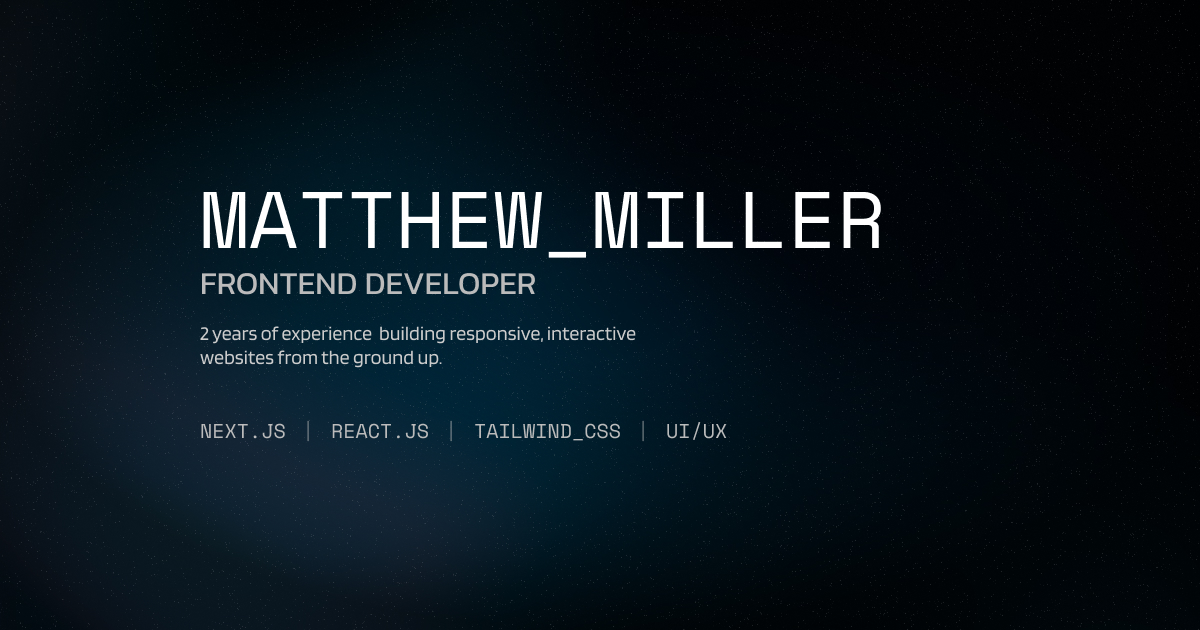 MATTHEW_MILLER
FRONTEND DEVELOPER
2 years of experience  building responsive, interactive
websites from the ground up.
NEXT.JS | REACT.JS | TAILWIND_CSS | UI/UX